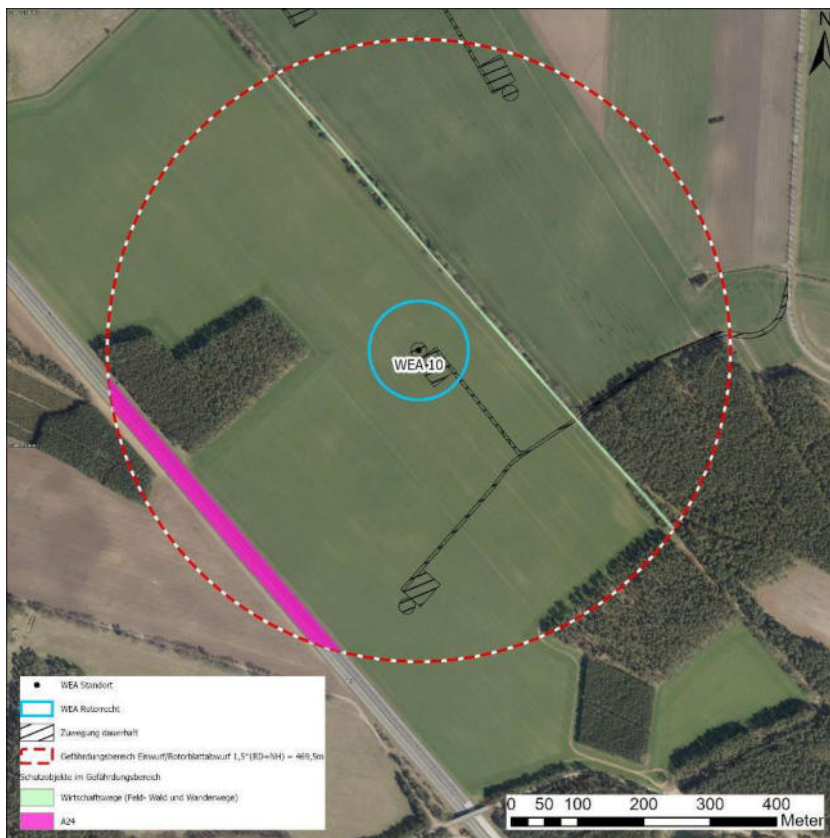 N
WEA-10
WEA Standort
WEA Rotorrecht
Zuwegung dauerhaft
Gefährdungsbereich Eiswurf/Rotorblattabwurf 1,5*(RD+NH) = 469,5m
Schutzobjekte im Gefährdungsbereich
Wirtschaftswege (Feld- Wald und Wanderwege)
A24
0 50 100 200 300 400
Meter